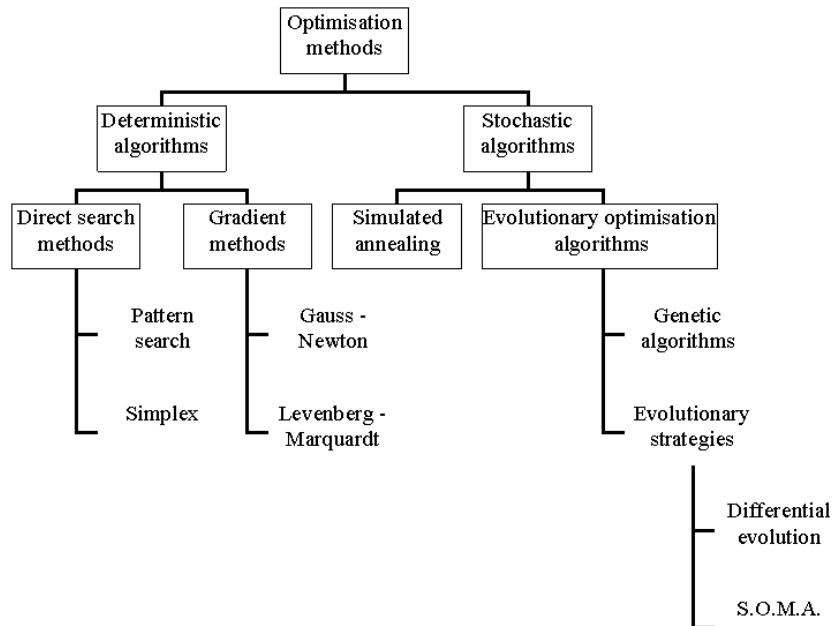 Optimisation
methods
Deterministic
algorithms
Stochastic
algorithms
Direct search
methods
Gradient
methods
Simulated
annealing
Evolutionary optimisation
algorithms
Pattern
search
Gauss -
Newton
Genetic
algorithms
Simplex
Levenberg -
Marquardt
Evolutionary
strategies
Differential
evolution
S.O.M.A.